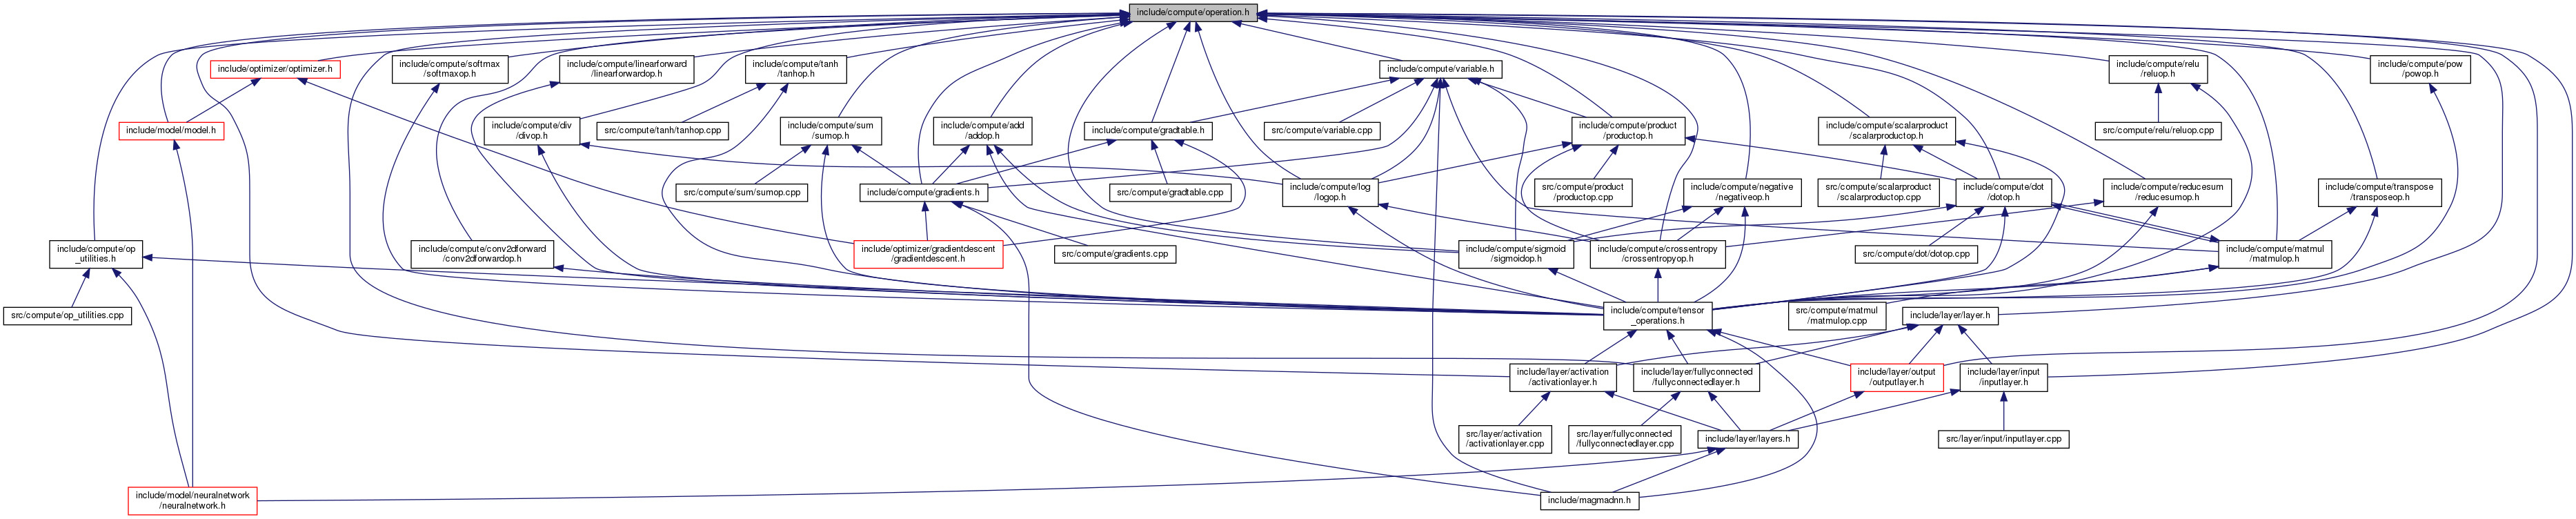 include/compute/operation.h
include/optimizer/optimizer.h
include/compute/softmax
/softmaxop.h
include/compute/linearforward
/linearforwardop.h
include/compute/tanh
/tanhop.h
include/compute/variable.h
include/compute/relu
/reluop.h
include/compute/pow
/powop.h
include/model/model.h
include/compute/div
/divop.h
src/compute/tanh/tanhop.cpp
include/compute/sum
/sumop.h
include/compute/add
/addop.h
include/compute/gradtable.h
src/compute/variable.cpp
include/compute/product
/productop.h
include/compute/scalarproduct
/scalarproductop.h
src/compute/relu/reluop.cpp
src/compute/sum/sumop.cpp
include/compute/gradients.h
src/compute/gradtable.cpp
include/compute/log
/logop.h
src/compute/product
/productop.cpp
include/compute/negative
/negativeop.h
src/compute/scalarproduct
/scalarproductop.cpp
include/compute/dot
/dotop.h
include/compute/reducesum
/reducesumop.h
include/compute/transpose
/transposeop.h
include/compute/op
_utilities.h
include/compute/conv2dforward
/conv2dforwardop.h
include/optimizer/gradientdescent
/gradientdescent.h
src/compute/gradients.cpp
include/compute/sigmoid
/sigmoidop.h
include/compute/crossentropy
/crossentropyop.h
src/compute/dot/dotop.cpp
include/compute/matmul
/matmulop.h
src/compute/op_utilities.cpp
include/compute/tensor
_operations.h
src/compute/matmul
/matmulop.cpp
include/layer/layer.h
include/layer/activation
/activationlayer.h
include/layer/fullyconnected
/fullyconnectedlayer.h
include/layer/output
/outputlayer.h
include/layer/input
/inputlayer.h
src/layer/activation
/activationlayer.cpp
src/layer/fullyconnected
/fullyconnectedlayer.cpp
include/layer/layers.h
src/layer/input/inputlayer.cpp
include/model/neuralnetwork
/neuralnetwork.h
include/magmadnn.h